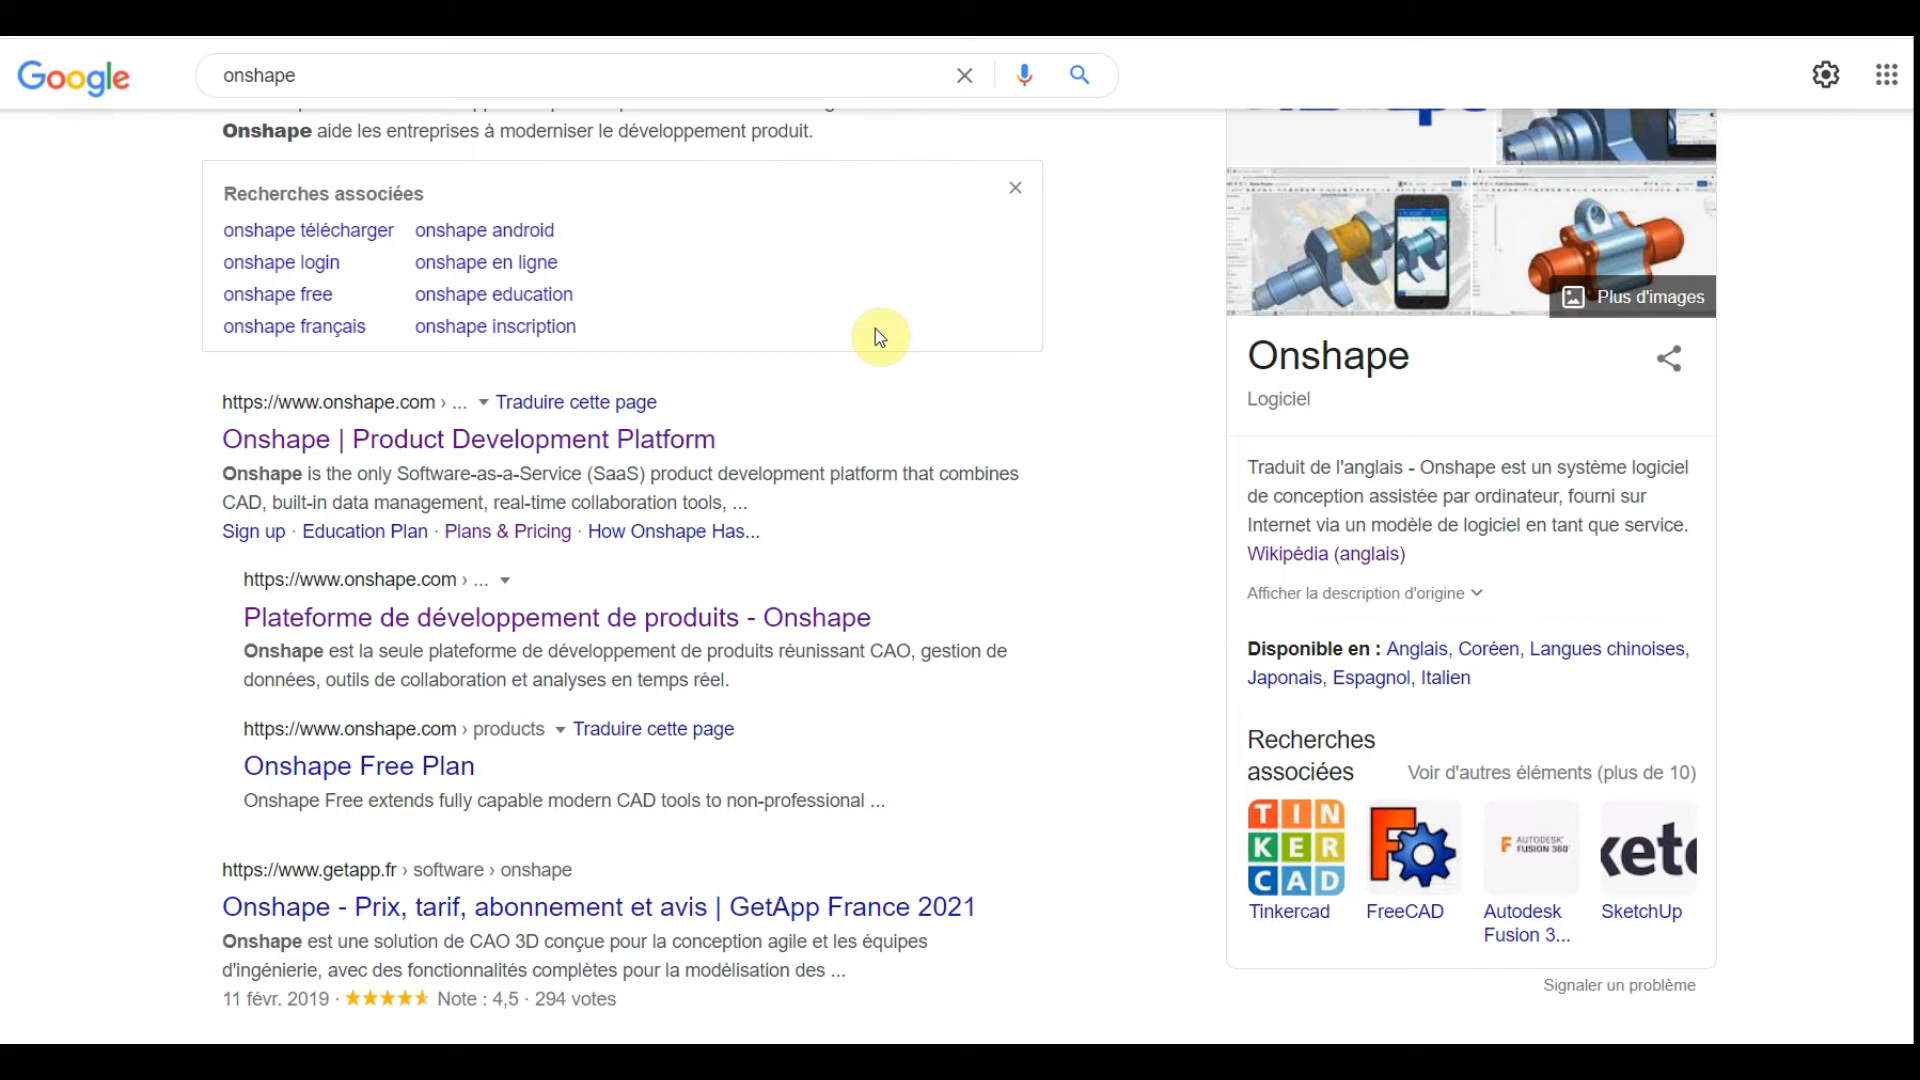 Google
onshape
Onshape aide les entreprises à moderniser le développement produit.
Recherches associées
onshape télécharger
onshape android
onshape login
onshape en ligne
onshape free
onshape education
onshape français
onshape inscription
https://www.onshape.com › ... Traduire cette page
Onshape | Product Development Platform
Onshape is the only Software-as-a-Service (SaaS) product development platform that combines
CAD, built-in data management, real-time collaboration tools, ...
Sign up · Education Plan · Plans & Pricing · How Onshape Has...
https://www.onshape.com › ...
Plateforme de développement de produits - Onshape
Onshape est la seule plateforme de développement de produits réunissant CAO, gestion de
données, outils de collaboration et analyses en temps réel.
https://www.onshape.com › products Traduire cette page
Onshape Free Plan
Onshape Free extends fully capable modern CAD tools to non-professional ...
https://www.getapp.fr › software › onshape
Onshape - Prix, tarif, abonnement et avis | GetApp France 2021
Onshape est une solution de CAO 3D conçue pour la conception agile et les équipes
d'ingénierie, avec des fonctionnalités complètes pour la modélisation des ...
11 févr. 2019 · Note : 4,5 · 294 votes
Plus d'images
Onshape
Logiciel
Traduit de l'anglais - Onshape est un système logiciel
de conception assistée par ordinateur, fourni sur
Internet via un modèle de logiciel en tant que service.
Wikipédia (anglais)
Afficher la description d'origine
Disponible en : Anglais, Coréen, Langues chinoises,
Japonais, Espagnol, Italien
Recherches
associées
Voir d'autres éléments (plus de 10)
TIN
KER
CAD
AUTODESK
FUSION 360
Tinkercad
FreeCAD
Autodesk
Fusion 3...
SketchUp
Signaler un problème